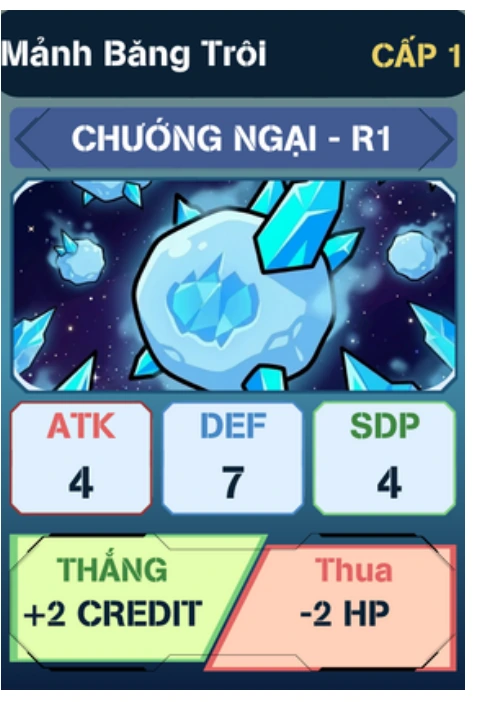 Mảnh Băng Trôi CẤP 1
CHƯỚNG NGẠI - R1
ATK DEF SDP
4 7 4
THẮNG Thua
+2 CREDIT -2 HP